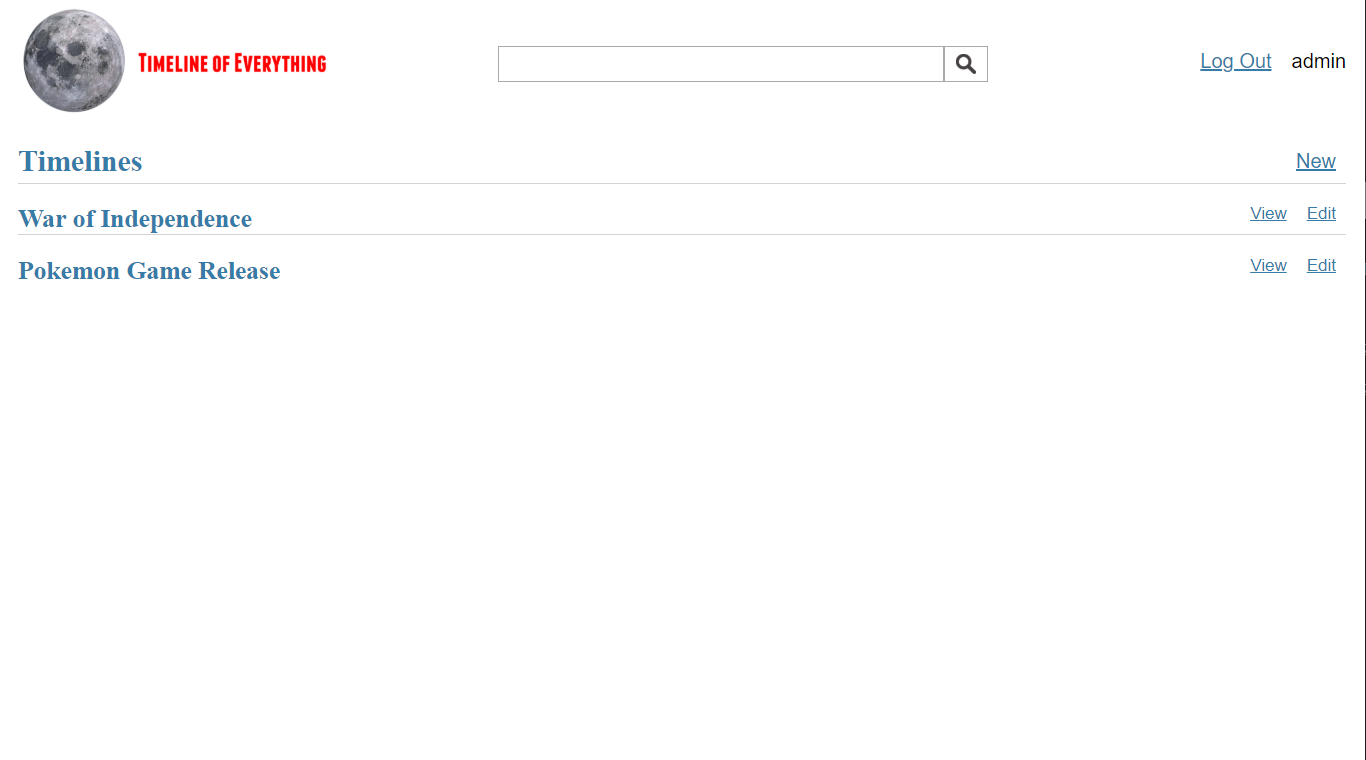 Timeline of Everything
Log Out admin
Timelines New
War of Independence View Edit
Pokemon Game Release View Edit